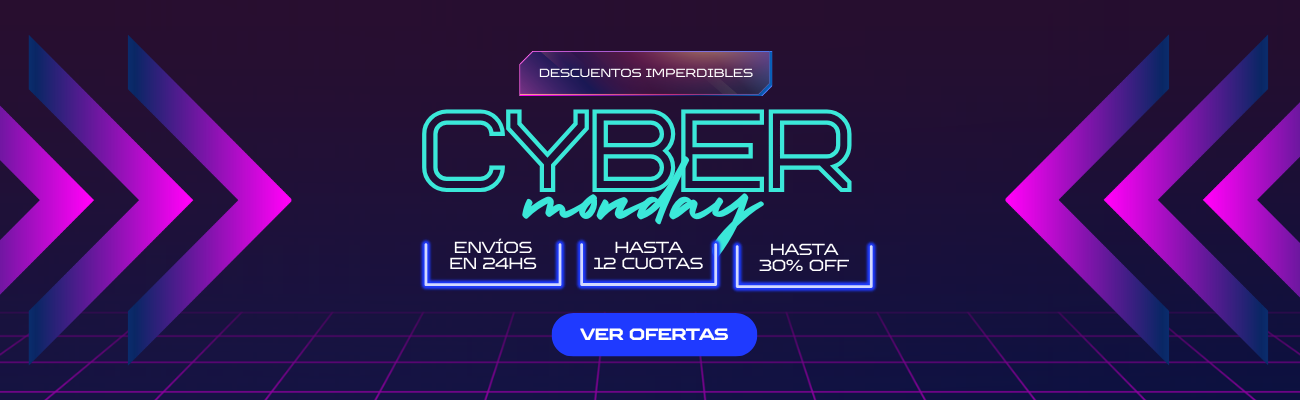 DESCUENTOS IMPERDIBLES
CYBER
monday
ENVÍOS
EN 24HS
HASTA
12 CUOTAS
HASTA
30% OFF
VER OFERTAS